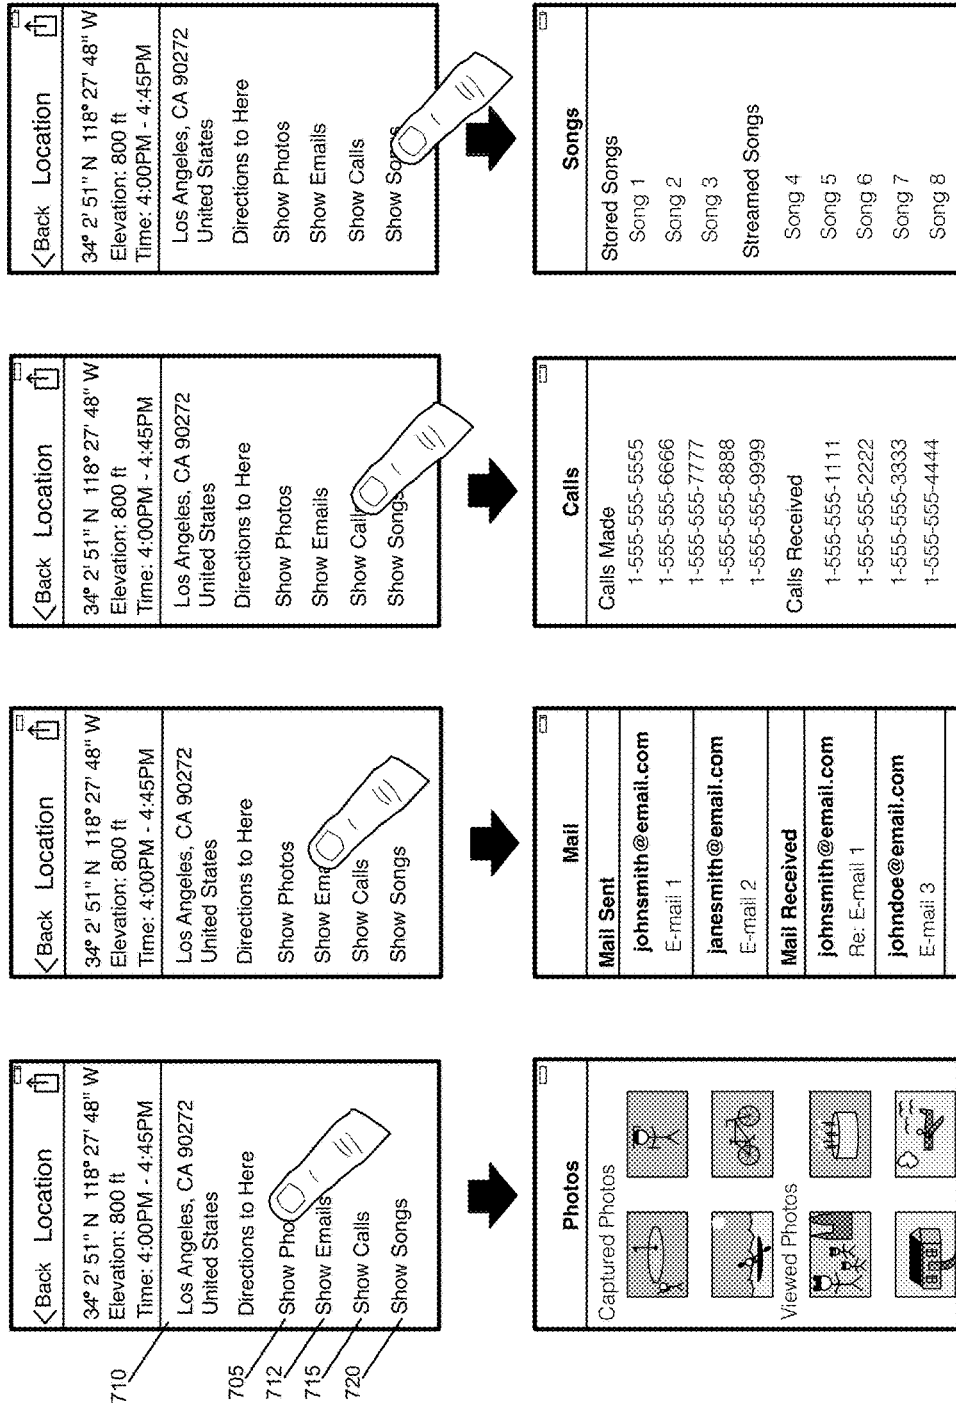 710
705
712
715
720
Back Location
34° 2' 51" N 118° 27' 48" W
Elevation: 800 ft
Time: 4:00PM - 4:45PM
Los Angeles, CA 90272
United States
Directions to Here
Show Pho
Show Emails
Show Calls
Show Songs
Photos
Captured Photos
Viewed Photos
Back Location
34° 2' 51" N 118° 27' 48" W
Elevation: 800 ft
Time: 4:00PM - 4:45PM
Los Angeles, CA 90272
United States
Directions to Here
Show Photos
Show Ema
Show Calls
Show Songs
Mail
Mail Sent
johnsmith@email.com
E-mail 1
janesmith@email.com
E-mail 2
Mail Received
johnsmith@email.com
Re: E-mail 1
johndoe@email.com
E-mail 3
Back Location
34° 2' 51" N 118° 27' 48" W
Elevation: 800 ft
Time: 4:00PM - 4:45PM
Los Angeles, CA 90272
United States
Directions to Here
Show Photos
Show Emails
Show Call
Show Songs
Calls
Calls Made
1-555-555-5555
1-555-555-6666
1-555-555-7777
1-555-555-8888
1-555-555-9999
Calls Received
1-555-555-1111
1-555-555-2222
1-555-555-3333
1-555-555-4444
Back Location
34° 2' 51" N 118° 27' 48" W
Elevation: 800 ft
Time: 4:00PM - 4:45PM
Los Angeles, CA 90272
United States
Directions to Here
Show Photos
Show Emails
Show Calls
Show Songs
Songs
Stored Songs
Song 1
Song 2
Song 3
Streamed Songs
Song 4
Song 5
Song 6
Song 7
Song 8